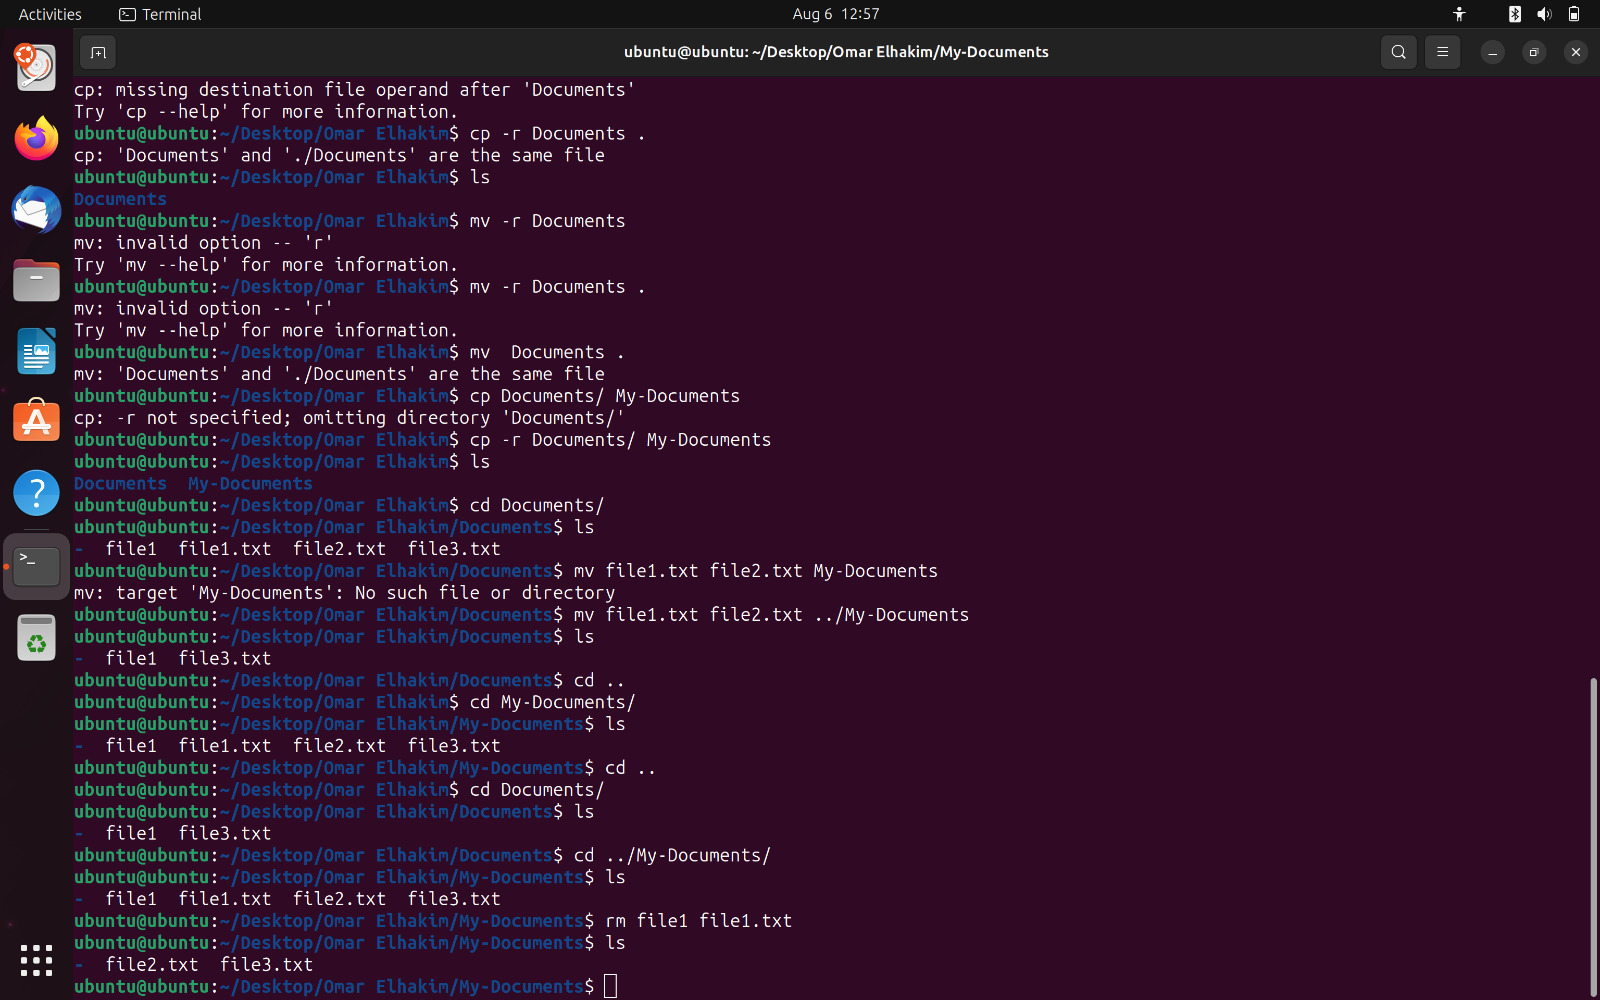 Activities
Terminal
Aug 6 12:57
ubuntu@ubuntu: ~/Desktop/Omar Elhakim/My-Documents
cp: missing destination file operand after 'Documents'
Try 'cp --help' for more information.
ubuntu@ubuntu:~/Desktop/Omar Elhakim$ cp -r Documents .
cp: 'Documents' and './Documents' are the same file
ubuntu@ubuntu:~/Desktop/Omar Elhakim$ ls
Documents
ubuntu@ubuntu:~/Desktop/Omar Elhakim$ mv -r Documents
mv: invalid option -- 'r'
Try 'mv --help' for more information.
ubuntu@ubuntu:~/Desktop/Omar Elhakim$ mv -r Documents .
mv: invalid option -- 'r'
Try 'mv --help' for more information.
ubuntu@ubuntu:~/Desktop/Omar Elhakim$ mv  Documents .
mv: 'Documents' and './Documents' are the same file
ubuntu@ubuntu:~/Desktop/Omar Elhakim$ cp Documents/ My-Documents
cp: -r not specified; omitting directory 'Documents/'
ubuntu@ubuntu:~/Desktop/Omar Elhakim$ cp -r Documents/ My-Documents
ubuntu@ubuntu:~/Desktop/Omar Elhakim$ ls
Documents  My-Documents
ubuntu@ubuntu:~/Desktop/Omar Elhakim$ cd Documents/
ubuntu@ubuntu:~/Desktop/Omar Elhakim/Documents$ ls
-  file1  file1.txt  file2.txt  file3.txt
ubuntu@ubuntu:~/Desktop/Omar Elhakim/Documents$ mv file1.txt file2.txt My-Documents
mv: target 'My-Documents': No such file or directory
ubuntu@ubuntu:~/Desktop/Omar Elhakim/Documents$ mv file1.txt file2.txt ../My-Documents
ubuntu@ubuntu:~/Desktop/Omar Elhakim/Documents$ ls
-  file1  file3.txt
ubuntu@ubuntu:~/Desktop/Omar Elhakim/Documents$ cd ..
ubuntu@ubuntu:~/Desktop/Omar Elhakim$ cd My-Documents/
ubuntu@ubuntu:~/Desktop/Omar Elhakim/My-Documents$ ls
-  file1  file1.txt  file2.txt  file3.txt
ubuntu@ubuntu:~/Desktop/Omar Elhakim/My-Documents$ cd ..
ubuntu@ubuntu:~/Desktop/Omar Elhakim$ cd Documents/
ubuntu@ubuntu:~/Desktop/Omar Elhakim/Documents$ ls
-  file1  file3.txt
ubuntu@ubuntu:~/Desktop/Omar Elhakim/Documents$ cd ../My-Documents/
ubuntu@ubuntu:~/Desktop/Omar Elhakim/My-Documents$ ls
-  file1  file1.txt  file2.txt  file3.txt
ubuntu@ubuntu:~/Desktop/Omar Elhakim/My-Documents$ rm file1 file1.txt
ubuntu@ubuntu:~/Desktop/Omar Elhakim/My-Documents$ ls
-  file2.txt  file3.txt
ubuntu@ubuntu:~/Desktop/Omar Elhakim/My-Documents$